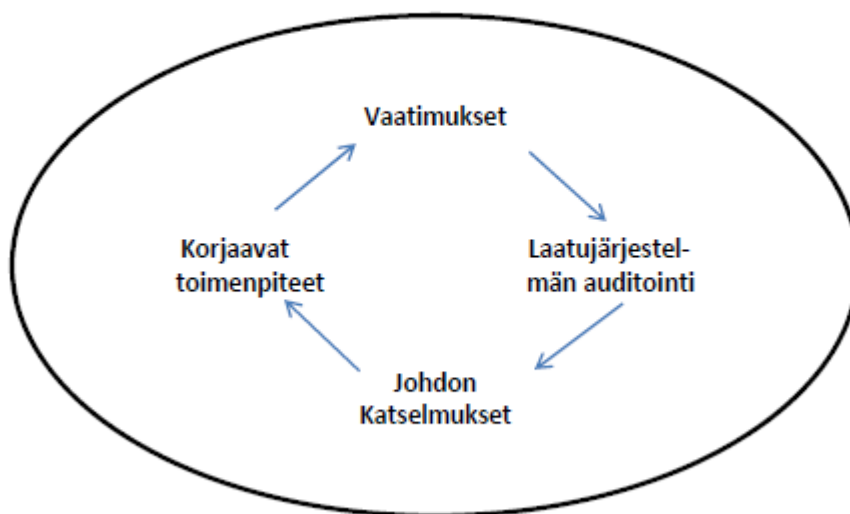 Vaatimukset
Korjaavat
toimenpiteet
Laatujärjestel-
män auditointi
Johdon
Katselmukset